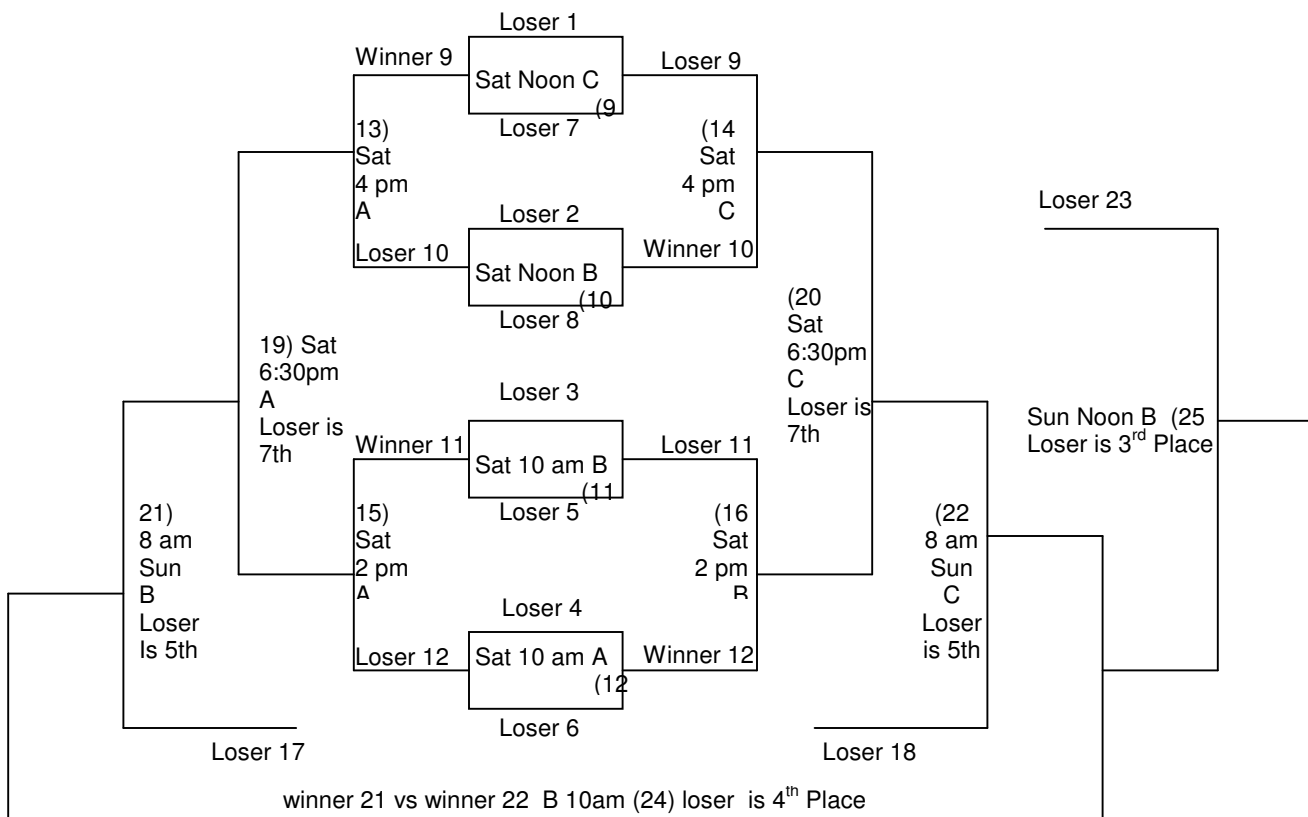 Loser 1
Winner 9
Sat Noon C
(9
Loser 9
Loser 7
13)
Sat
4 pm
A
(14
Sat
4 pm
C
Loser 2
Loser 10
Sat Noon B
(10
Winner 10
Loser 8
Loser 23
19) Sat
6:30pm
A
Loser is
7th
(20
Sat
6:30pm
C
Loser is
7th
Loser 3
Winner 11
Sat 10 am B
(11
Loser 11
Loser 5
Sun Noon B (25
Loser is 3rd Place
21)
8 am
Sun
B
Loser
Is 5th
15)
Sat
2 pm
A
(16
Sat
2 pm
B
(22
8 am
Sun
C
Loser
is 5th
Loser 4
Loser 12
Sat 10 am A
(12
Winner 12
Loser 6
Loser 17
Loser 18
winner 21 vs winner 22 B 10am (24) loser is 4th Place